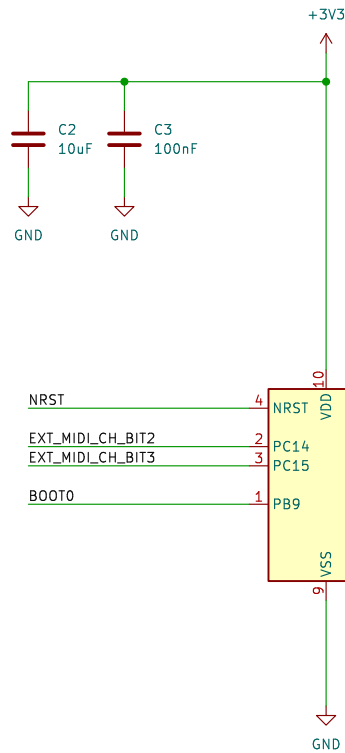 +3V3
C2
10uF
C3
100nF
GND
GND
10
VDD
NRST
4
NRST
EXT_MIDI_CH_BIT2
2
PC14
EXT_MIDI_CH_BIT3
3
PC15
BOOT0
1
PB9
VSS
9
GND